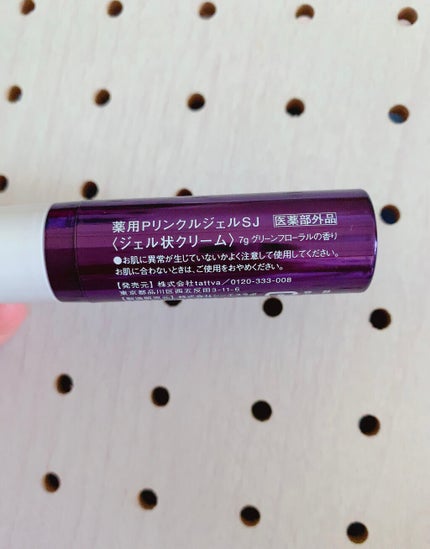 薬用PリンクルジェルSJ 医薬部外品
〈ジェル状クリーム〉 7g グリーンフローラルの香り
●お肌に異常が生じていないかよく注意して使用してください。
お肌に合わないときは、ご使用をおやめください。
【発売元】株式会社tattva／0120-333-008
東京都品川区西五反田3-11-6